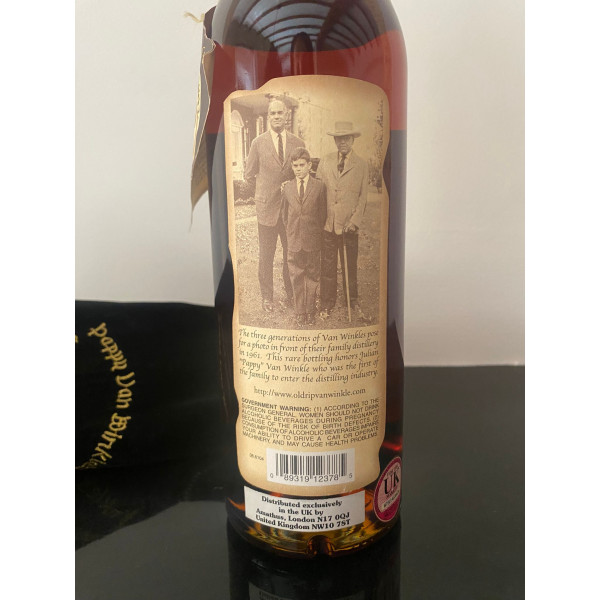 The three generations of Van Winkles pose
for a photo in front of their family distillery
in 1961. This rare bottling honors Julian
"Pappy" Van Winkle who was the first of
the family to enter the distilling industry
http://www.oldripvanwinkle.com
GOVERNMENT WARNING: (1) ACCORDING TO THE
SURGEON GENERAL, WOMEN SHOULD NOT DRINK
ALCOHOLIC BEVERAGES DURING PREGNANCY
BECAUSE OF THE RISK OF BIRTH DEFECTS. (2)
CONSUMPTION OF ALCOHOLIC BEVERAGES IMPAIRS
YOUR ABILITY TO DRIVE A CAR OR OPERATE
MACHINERY, AND MAY CAUSE HEALTH PROBLEMS.
0 89319 12378 5
Distributed exclusively
in the UK by
Amathus, London N17 0QJ
United Kingdom NW10 7ST
UK
Pappy Van Winkle